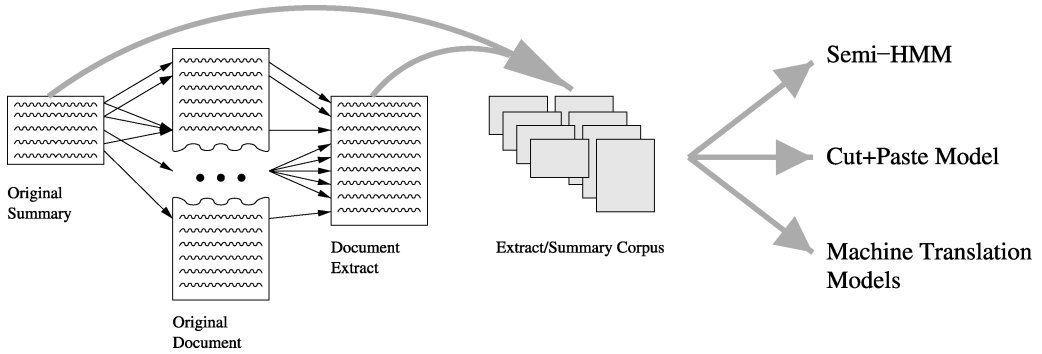 Original
Summary
Original
Document
Document
Extract
Extract/Summary Corpus
Semi−HMM
Cut+Paste Model
Machine Translation
Models